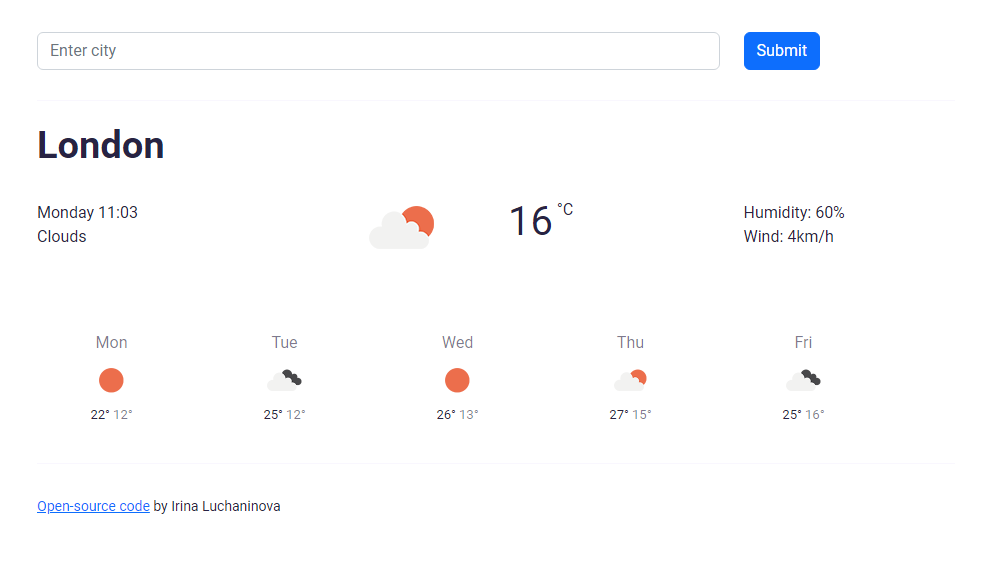 Enter city
Submit
London
Monday 11:03
Clouds
16 °C
Humidity: 60%
Wind: 4km/h
Mon
Tue
Wed
Thu
Fri
22° 12°
25° 12°
26° 13°
27° 15°
25° 16°
Open-source code by Irina Luchaninova